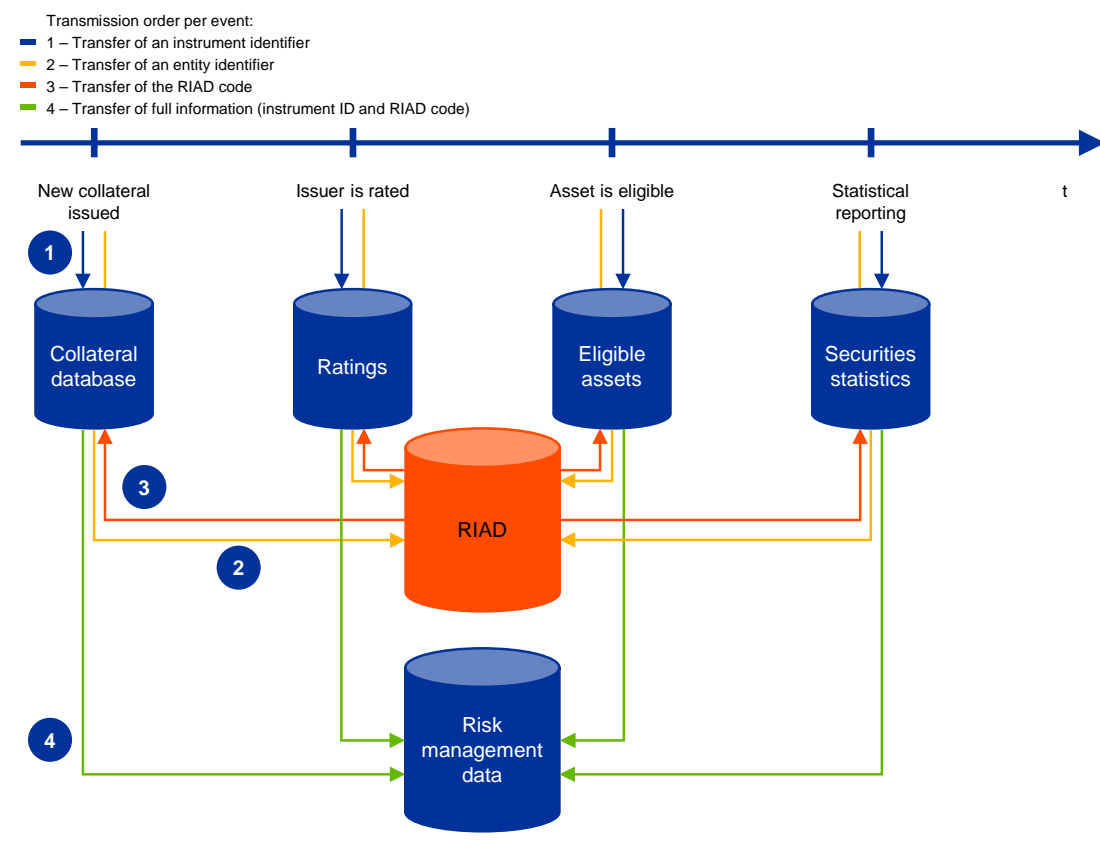 Transmission order per event:
1 – Transfer of an instrument identifier
2 – Transfer of an entity identifier
3 – Transfer of the RIAD code
4 – Transfer of full information (instrument ID and RIAD code)
New collateral
issued
Issuer is rated
Asset is eligible
Statistical
reporting
t
1
Collateral
database
Ratings
Eligible
assets
Securities
statistics
3
RIAD
2
Risk
management
data
4